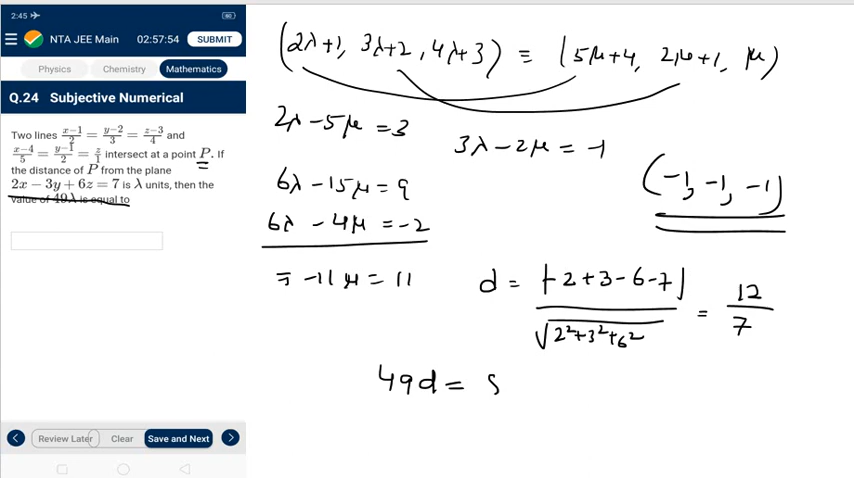 2:45
NTA JEE Main 02:57:54 SUBMIT
Physics Chemistry Mathematics
Q.24 Subjective Numerical
Two lines (x−1)/2 = (y−2)/3 = (z−3)/4 and
(x−4)/5 = (y−1)/2 = z/1 intersect at a point P. If
the distance of P from the plane
2x − 3y + 6z = 7 is λ units, then the
value of 49λ is equal to
Review Later Clear Save and Next
(2λ+1, 3λ+2, 4λ+3) ≡ (5μ+4, 2μ+1, μ)
2λ−5μ = 3
3λ−2μ = −1
6λ−15μ = 9
6λ−4μ = −2
= −11μ = 11
(−1, −1, −1)
d = |−2+3−6−7| / √2²+3²+6² = 12/7
49d =